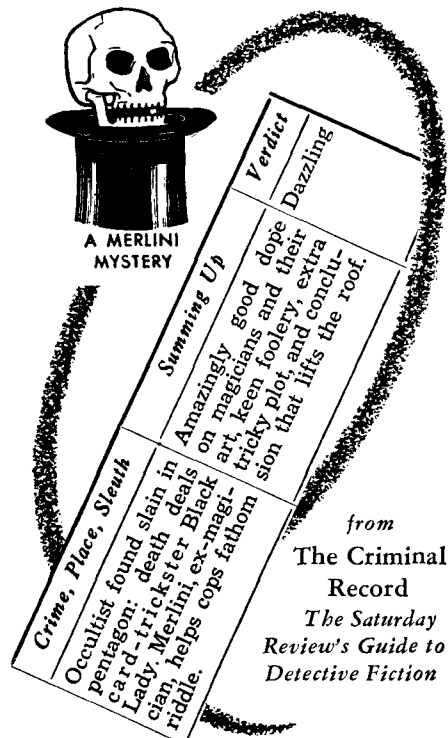 A MERLINI
MYSTERY
Crime, Place, Sleuth
Occultist found slain in
pentagon: death deals
card-trickster Black
Lady. Merlini, ex-magi-
cian, helps cops fathom
riddle.
Summing Up
Amazingly good dope
on magicians and their
art, keen foolery, extra
tricky plot, and conclu-
sion that lifts the roof.
Verdict
Dazzling
from
The Criminal
Record
The Saturday
Review's Guide to
Detective Fiction